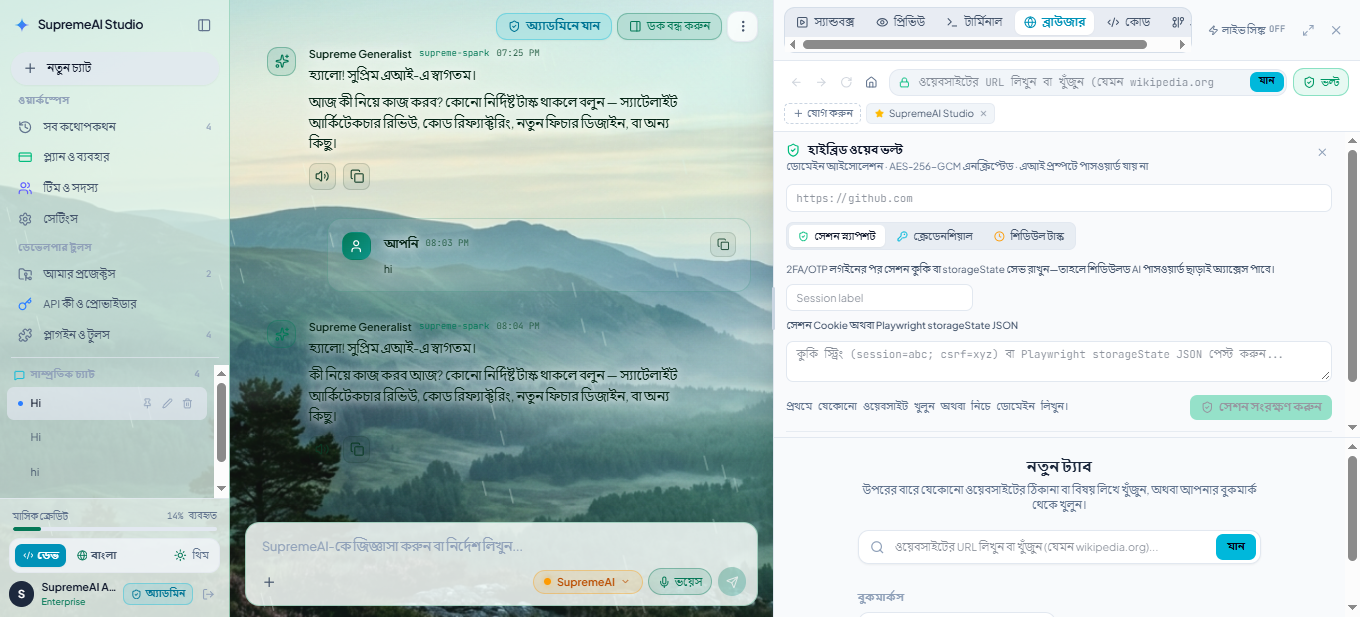 SupremeAI Studio
নতুন চ্যাট
ওয়ার্কস্পেস
সব কথোপকথন 4
প্ল্যান ও ব্যবহার
টিম ও সদস্য
সেটিংস
ডেভেলপার টুলস
আমার প্রজেক্টস 2
API কী ও প্রোভাইডার
প্লাগইন ও টুলস 4
সাম্প্রতিক চ্যাট 4
Hi
Hi
hi
মাসিক ক্রেডিট 14% ব্যবহৃত
ডেভ বাংলা থিম
S SupremeAI A... Enterprise অ্যাডমিন
অ্যাডমিনে যান ডক বন্ধ করুন
Supreme Generalist supreme-spark 07:25 PM
হ্যালো! সুপ্রিম এআই-এ স্বাগতম।
আজ কী নিয়ে কাজ করব? কোনো নির্দিষ্ট টাস্ক থাকলে বলুন — স্যাটেলাইট
আর্কিটেকচার রিভিউ, কোড রিফ্যাক্টরিং, নতুন ফিচার ডিজাইন, বা অন্য
কিছু।
আপনি 08:03 PM
hi
Supreme Generalist supreme-spark 08:04 PM
হ্যালো! সুপ্রিম এআই-এ স্বাগতম।
কী নিয়ে কাজ করব আজ? কোনো নির্দিষ্ট টাস্ক থাকলে বলুন — স্যাটেলাইট
আর্কিটেকচার রিভিউ, কোড রিফ্যাক্টরিং, নতুন ফিচার ডিজাইন, বা অন্য
কিছু।
SupremeAI-কে জিজ্ঞাসা করুন বা নির্দেশ লিখুন...
SupremeAI ভয়েস
স্যান্ডবক্স প্রিভিউ টার্মিনাল ব্রাউজার কোড
লাইভ সিঙ্ক OFF
ওয়েবসাইটের URL লিখুন বা খুঁজুন (যেমন wikipedia.org যান ভল্ট
যোগ করুন SupremeAI Studio
হাইব্রিড ওয়েব ভল্ট
ডোমেইন আইসোলেশন · AES-256-GCM এনক্রিপ্টেড · এআই প্রম্পটে পাসওয়ার্ড যায় না
https://github.com
সেশন স্ন্যাপশট ক্রেডেনশিয়াল শিডিউল টাস্ক
2FA/OTP লগইনের পর সেশন কুকি বা storageState সেভ রাখুন—তাহলে শিডিউলড AI পাসওয়ার্ড ছাড়াই অ্যাক্সেস পাবে।
Session label
সেশন Cookie অথবা Playwright storageState JSON
কুকি স্ট্রিং (session=abc; csrf=xyz) বা Playwright storageState JSON পেস্ট করুন...
প্রথমে যেকোনো ওয়েবসাইট খুলুন অথবা নিচে ডোমেইন লিখুন। সেশন সংরক্ষণ করুন
নতুন ট্যাব
উপরের বারে যেকোনো ওয়েবসাইটের ঠিকানা বা বিষয় লিখে খুঁজুন, অথবা আপনার বুকমার্ক
থেকে খুলুন।
ওয়েবসাইটের URL লিখুন বা খুঁজুন (যেমন wikipedia.org)... যান
বুকমার্কস